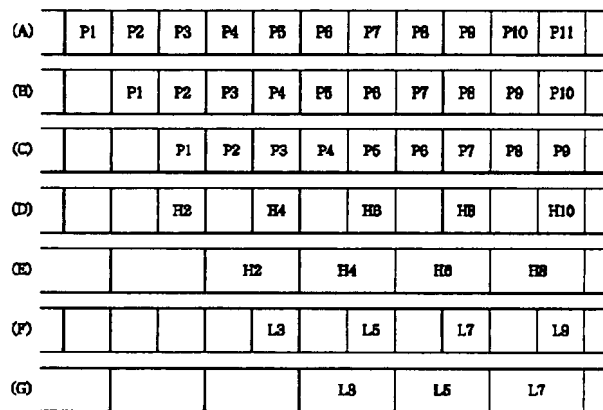 (A) P1 P2 P3 P4 P5 P6 P7 P8 P9 P10 P11
(B) P1 P2 P3 P4 P5 P6 P7 P8 P9 P10
(C) P1 P2 P3 P4 P5 P6 P7 P8 P9
(D) H2 H4 H6 H8 H10
(E) H2 H4 H6 H8
(F) L3 L5 L7 L9
(G) L3 L5 L7